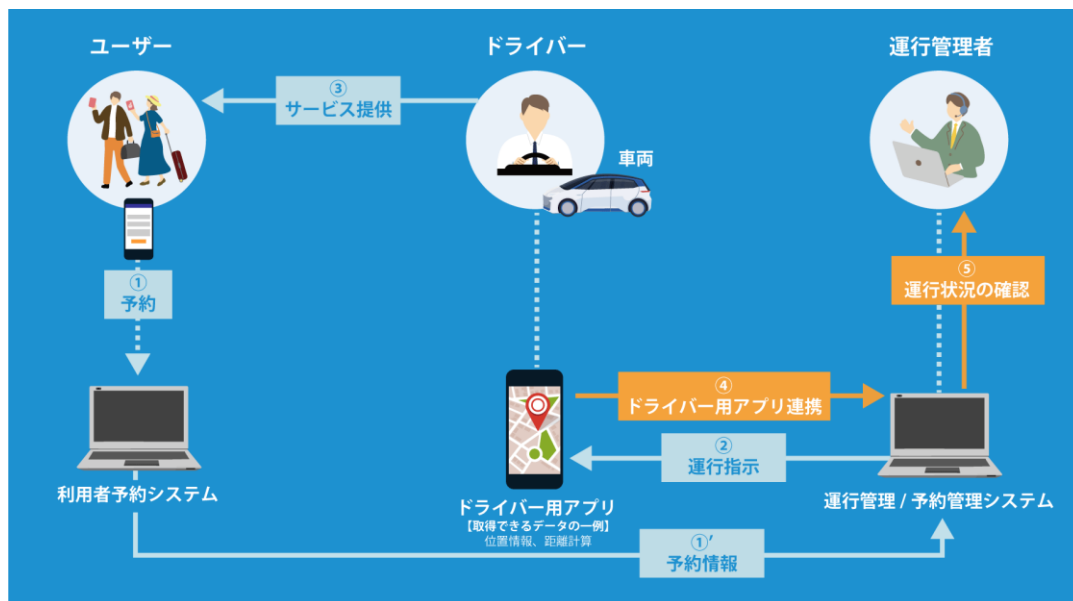 ユーザー
ドライバー
運行管理者
③
サービス提供
車両
①
予約
⑤
運行状況の確認
④
ドライバー用アプリ連携
②
運行指示
利用者予約システム
ドライバー用アプリ
【取得できるデータの一例】
位置情報、距離計算
運行管理 / 予約管理システム
①′
予約情報